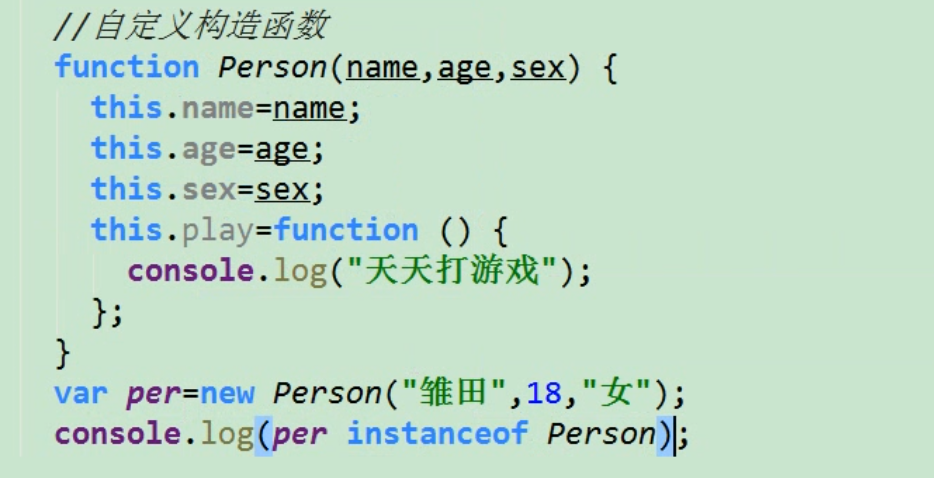 //自定义构造函数
function Person(name,age,sex) {
this.name=name;
this.age=age;
this.sex=sex;
this.play=function () {
console.log("天天打游戏");
};
}
var per=new Person("雏田",18,"女");
console.log(per instanceof Person);